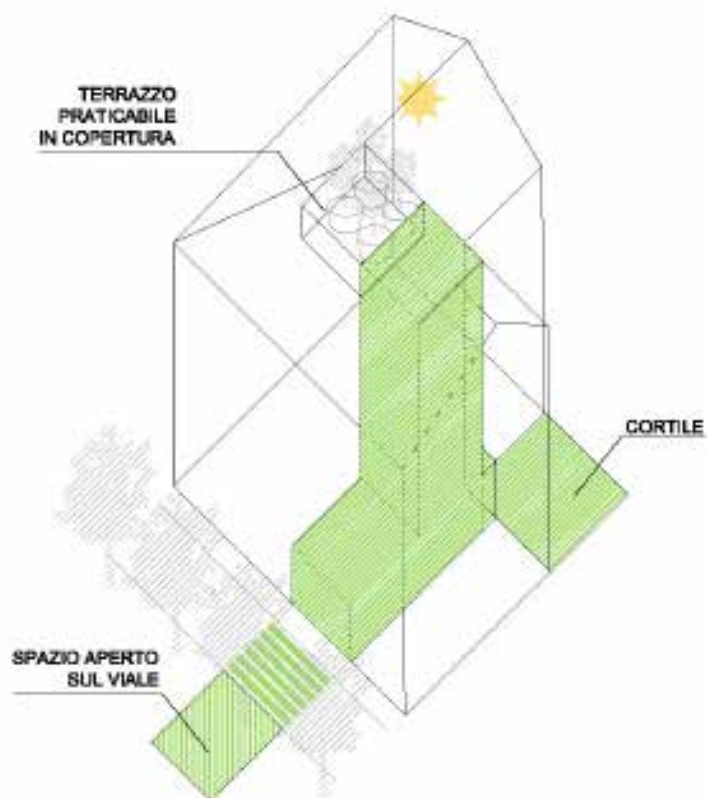 TERRAZZO
PRATICABILE
IN COPERTURA
CORTILE
SPAZIO APERTO
SUL VIALE